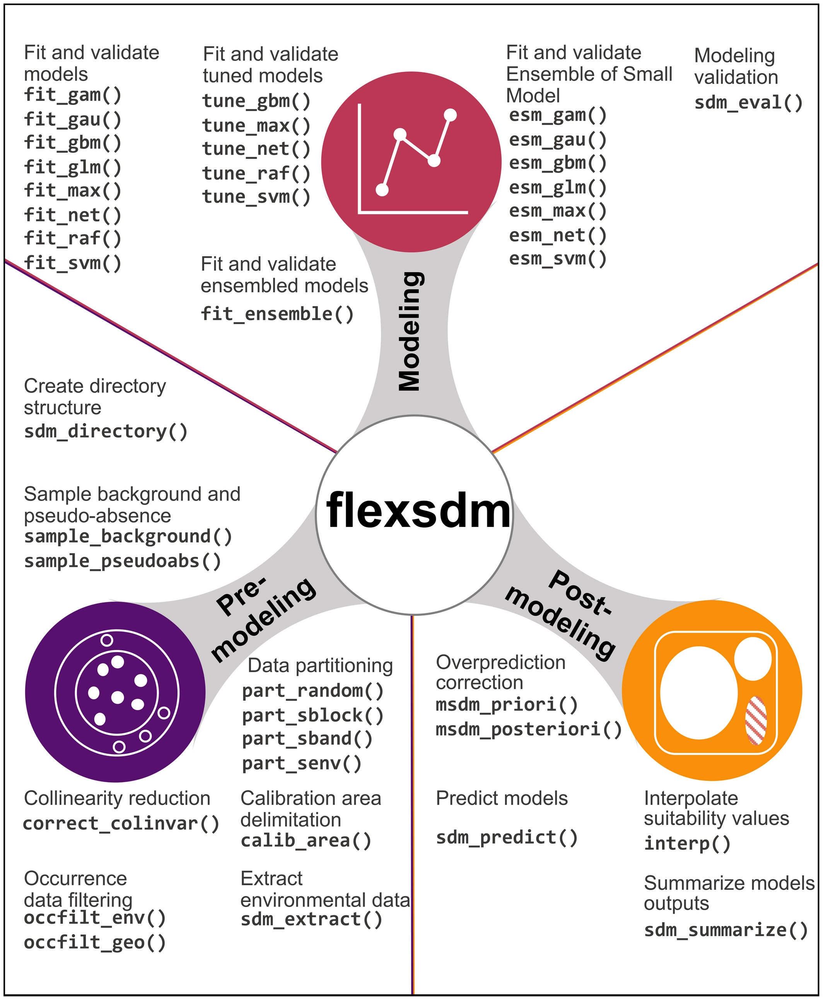 Fit and validate
models
fit_gam()
fit_gau()
fit_gbm()
fit_glm()
fit_max()
fit_net()
fit_raf()
fit_svm()
Fit and validate
tuned models
tune_gbm()
tune_max()
tune_net()
tune_raf()
tune_svm()
Fit and validate
ensembled models
fit_ensemble()
Fit and validate
Ensemble of Small
Model
esm_gam()
esm_gau()
esm_gbm()
esm_glm()
esm_max()
esm_net()
esm_svm()
Modeling
validation
sdm_eval()
Modeling
flexsdm
Create directory
structure
sdm_directory()
Sample background and
pseudo-absence
sample_background()
sample_pseudoabs()
Pre-
modeling
Data partitioning
part_random()
part_sblock()
part_sband()
part_senv()
Collinearity reduction
correct_colinvar()
Calibration area
delimitation
calib_area()
Occurrence
data filtering
occfilt_env()
occfilt_geo()
Extract
environmental data
sdm_extract()
Post-
modeling
Overprediction
correction
msdm_priori()
msdm_posteriori()
Predict models
sdm_predict()
Interpolate
suitability values
interp()
Summarize models
outputs
sdm_summarize()